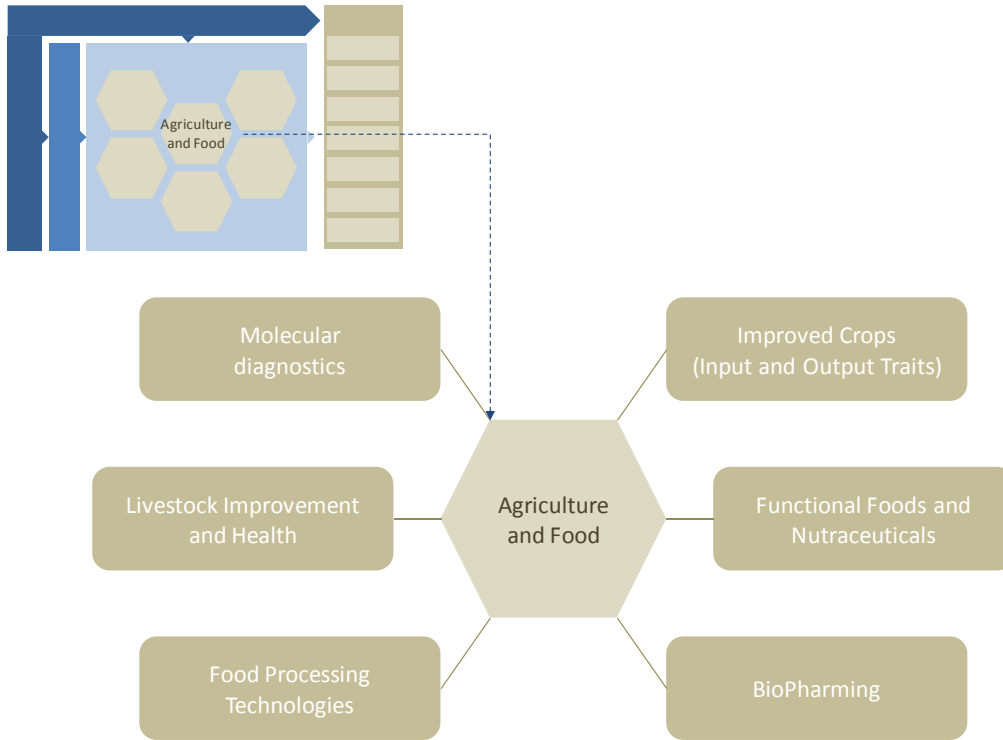 Agriculture
and Food
Molecular
diagnostics
Improved Crops
(Input and Output Traits)
Livestock Improvement
and Health
Agriculture
and Food
Functional Foods and
Nutraceuticals
Food Processing
Technologies
BioPharming